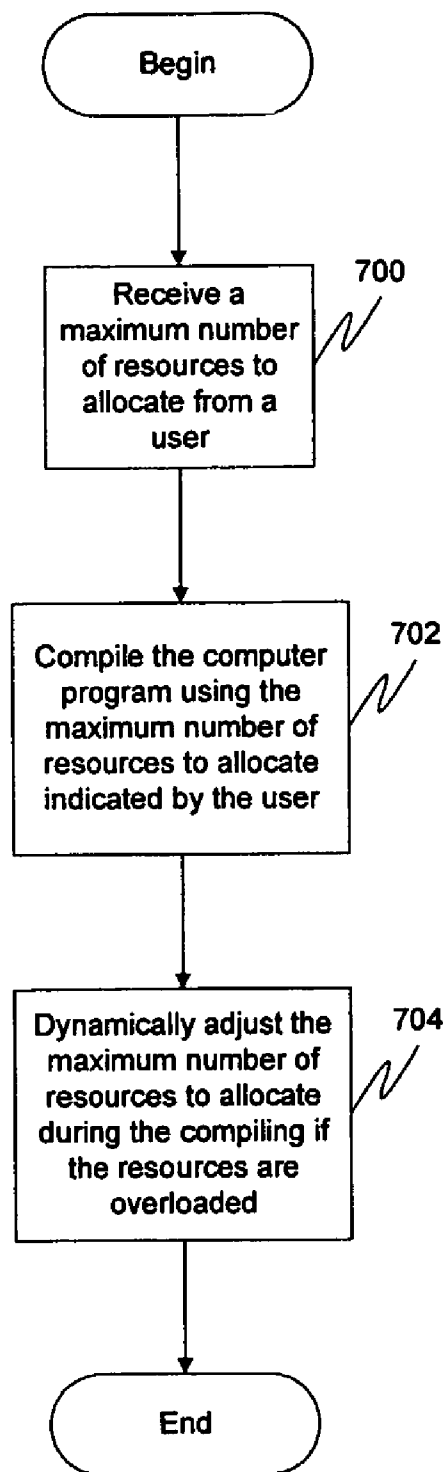 Begin
700
Receive a
maximum number
of resources to
allocate from a
user
702
Compile the computer
program using the
maximum number of
resources to allocate
indicated by the user
704
Dynamically adjust the
maximum number of
resources to allocate
during the compiling if
the resources are
overloaded
End